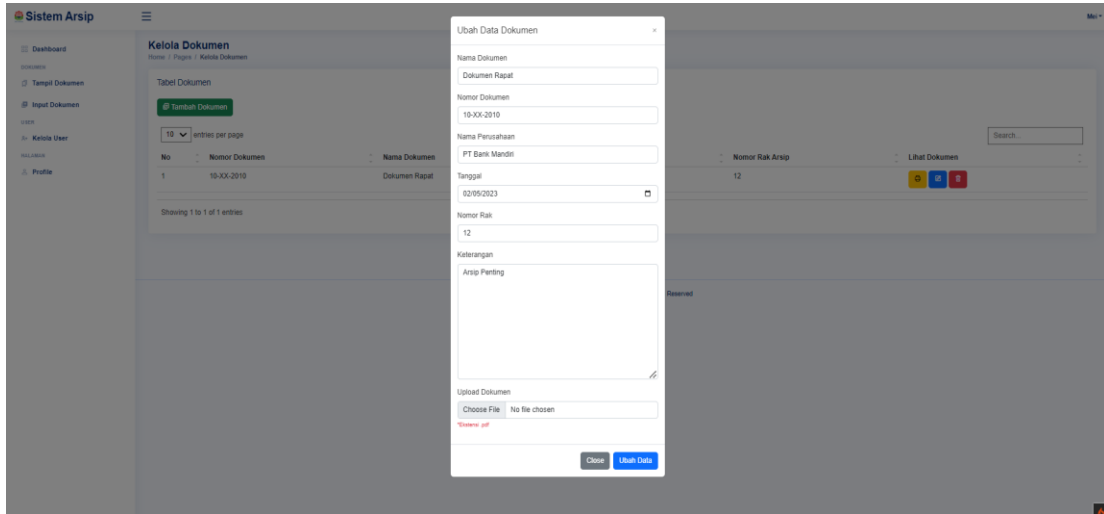 Sistem Arsip
Mei
Dashboard
DOKUMEN
Tampil Dokumen
Input Dokumen
USER
Kelola User
HALAMAN
Profile
Kelola Dokumen
Home / Pages / Kelola Dokumen
Tabel Dokumen
Tambah Dokumen
10 entries per page
Search...
No Nomor Dokumen Nama Dokumen Nomor Rak Arsip Lihat Dokumen
1 10-XX-2010 Dokumen Rapat 12
Showing 1 to 1 of 1 entries
Reserved
Ubah Data Dokumen ×
Nama Dokumen
Dokumen Rapat
Nomor Dokumen
10-XX-2010
Nama Perusahaan
PT Bank Mandiri
Tanggal
02/05/2023
Nomor Rak
12
Keterangan
Arsip Penting
Upload Dokumen
Choose File No file chosen
*Ekstensi .pdf
Close Ubah Data